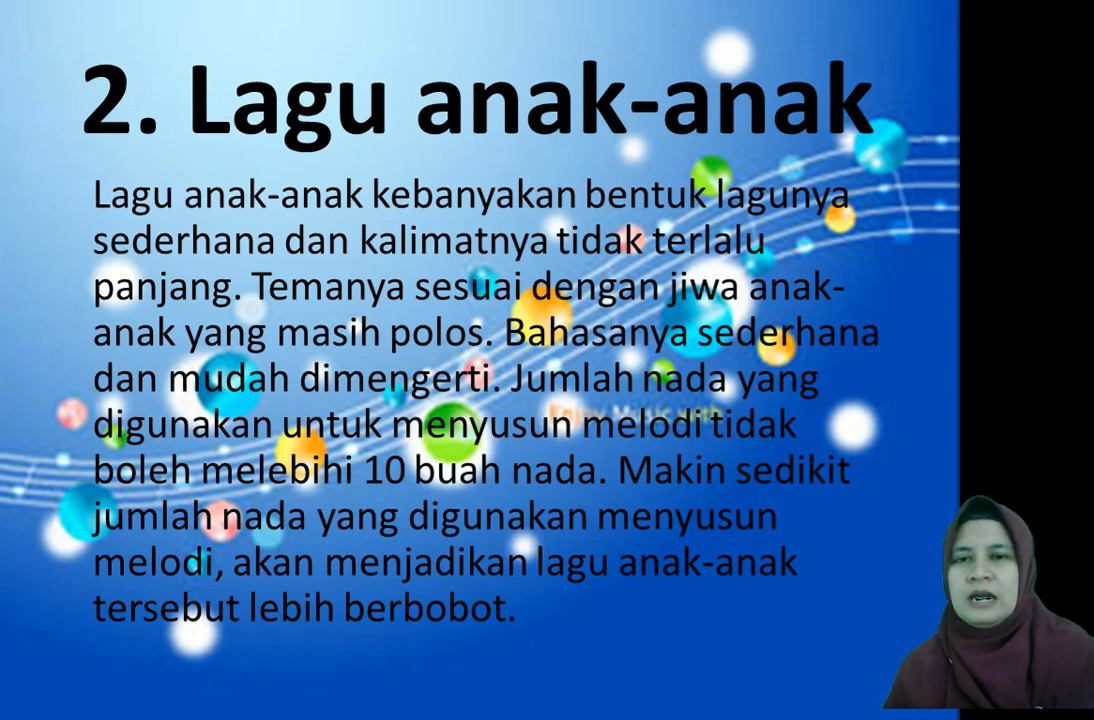 2. Lagu anak-anak
Lagu anak-anak kebanyakan bentuk lagunya
sederhana dan kalimatnya tidak terlalu
panjang. Temanya sesuai dengan jiwa anak-
anak yang masih polos. Bahasanya sederhana
dan mudah dimengerti. Jumlah nada yang
digunakan untuk menyusun melodi tidak
boleh melebihi 10 buah nada. Makin sedikit
jumlah nada yang digunakan menyusun
melodi, akan menjadikan lagu anak-anak
tersebut lebih berbobot.